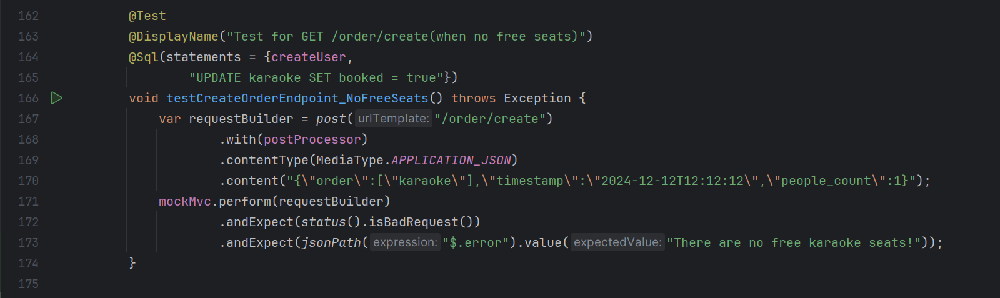 162 @Test
163 @DisplayName("Test for GET /order/create(when no free seats)")
164 @Sql(statements = {createUser,
165 "UPDATE karaoke SET booked = true"})
166 void testCreateOrderEndpoint_NoFreeSeats() throws Exception {
167 var requestBuilder = post( urlTemplate: "/order/create")
168 .with(postProcessor)
169 .contentType(MediaType.APPLICATION_JSON)
170 .content("{\"order\":[\"karaoke\"],\"timestamp\":\"2024-12-12T12:12:12\",\"people_count\":1}");
171 mockMvc.perform(requestBuilder)
172 .andExpect(status().isBadRequest())
173 .andExpect(jsonPath( expression: "$.error").value( expectedValue: "There are no free karaoke seats!"));
174 }
175